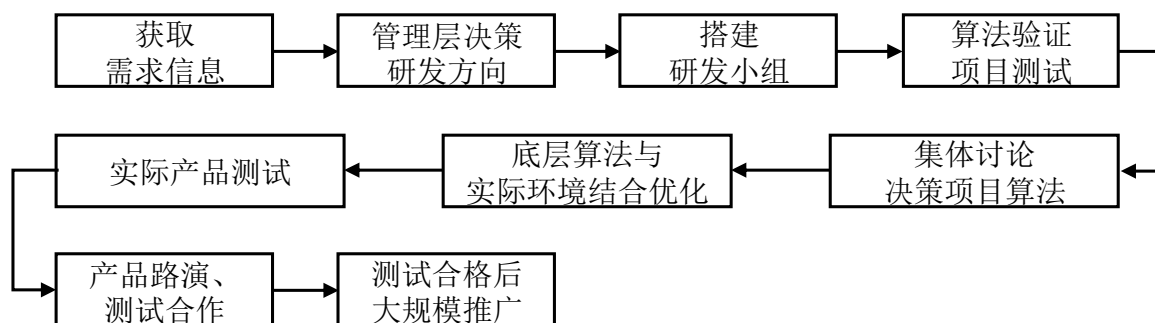 获取
需求信息
管理层决策
研发方向
搭建
研发小组
算法验证
项目测试
集体讨论
决策项目算法
底层算法与
实际环境结合优化
实际产品测试
产品路演、
测试合作
测试合格后
大规模推广